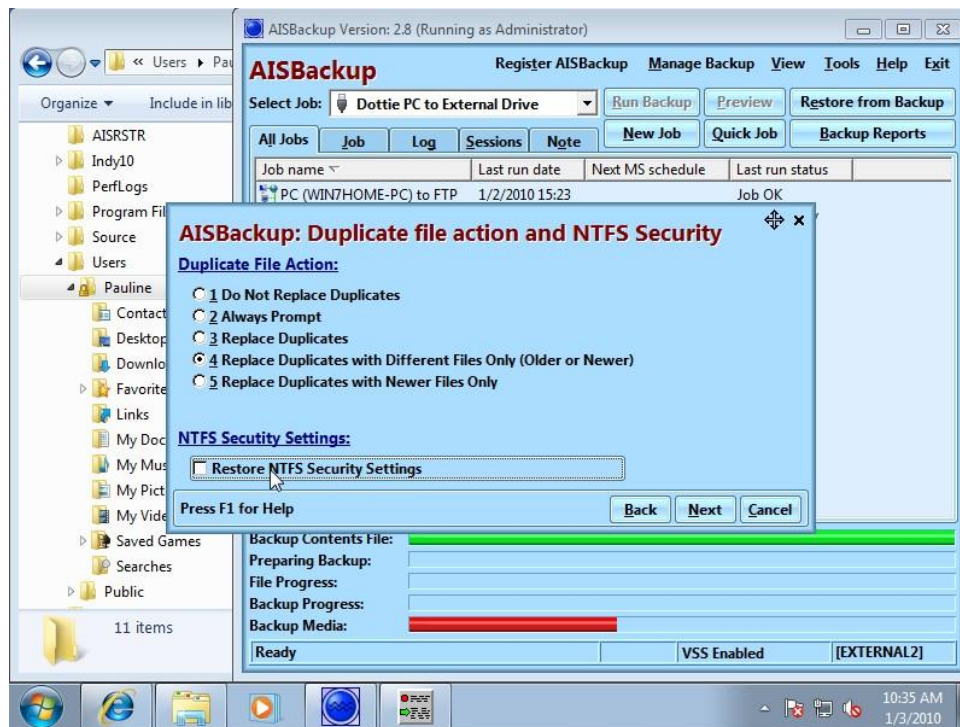 AISBackup Version: 2.8 (Running as Administrator)
« Users
Organize
Include in lib
AISRSTR
Indy10
PerfLogs
Program Fil
Source
Users
Pauline
Contact
Desktop
Downlo
Favorite
Links
My Doc
My Mus
My Pict
My Vide
Saved Games
Searches
Public
11 items
AISBackup
Register AISBackup Manage Backup View Tools Help Exit
Select Job: Dottie PC to External Drive Run Backup Preview Restore from Backup
All Jobs Job Log Sessions Note New Job Quick Job Backup Reports
Job name Last run date Next MS schedule Last run status
PC (WIN7HOME-PC) to FTP 1/2/2010 15:23 Job OK
AISBackup: Duplicate file action and NTFS Security
Duplicate File Action:
1 Do Not Replace Duplicates
2 Always Prompt
3 Replace Duplicates
4 Replace Duplicates with Different Files Only (Older or Newer)
5 Replace Duplicates with Newer Files Only
NTFS Secutity Settings:
Restore NTFS Security Settings
Press F1 for Help Back Next Cancel
Backup Contents File:
Preparing Backup:
File Progress:
Backup Progress:
Backup Media:
Ready VSS Enabled [EXTERNAL2]
10:35 AM
1/3/2010